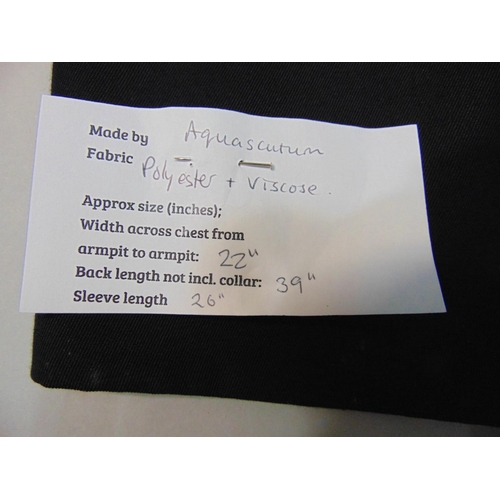 Made by Aquascutum
Fabric Polyester + Viscose.
Approx size (inches);
Width across chest from
armpit to armpit: 22"
Back length not incl. collar: 39"
Sleeve length 26"